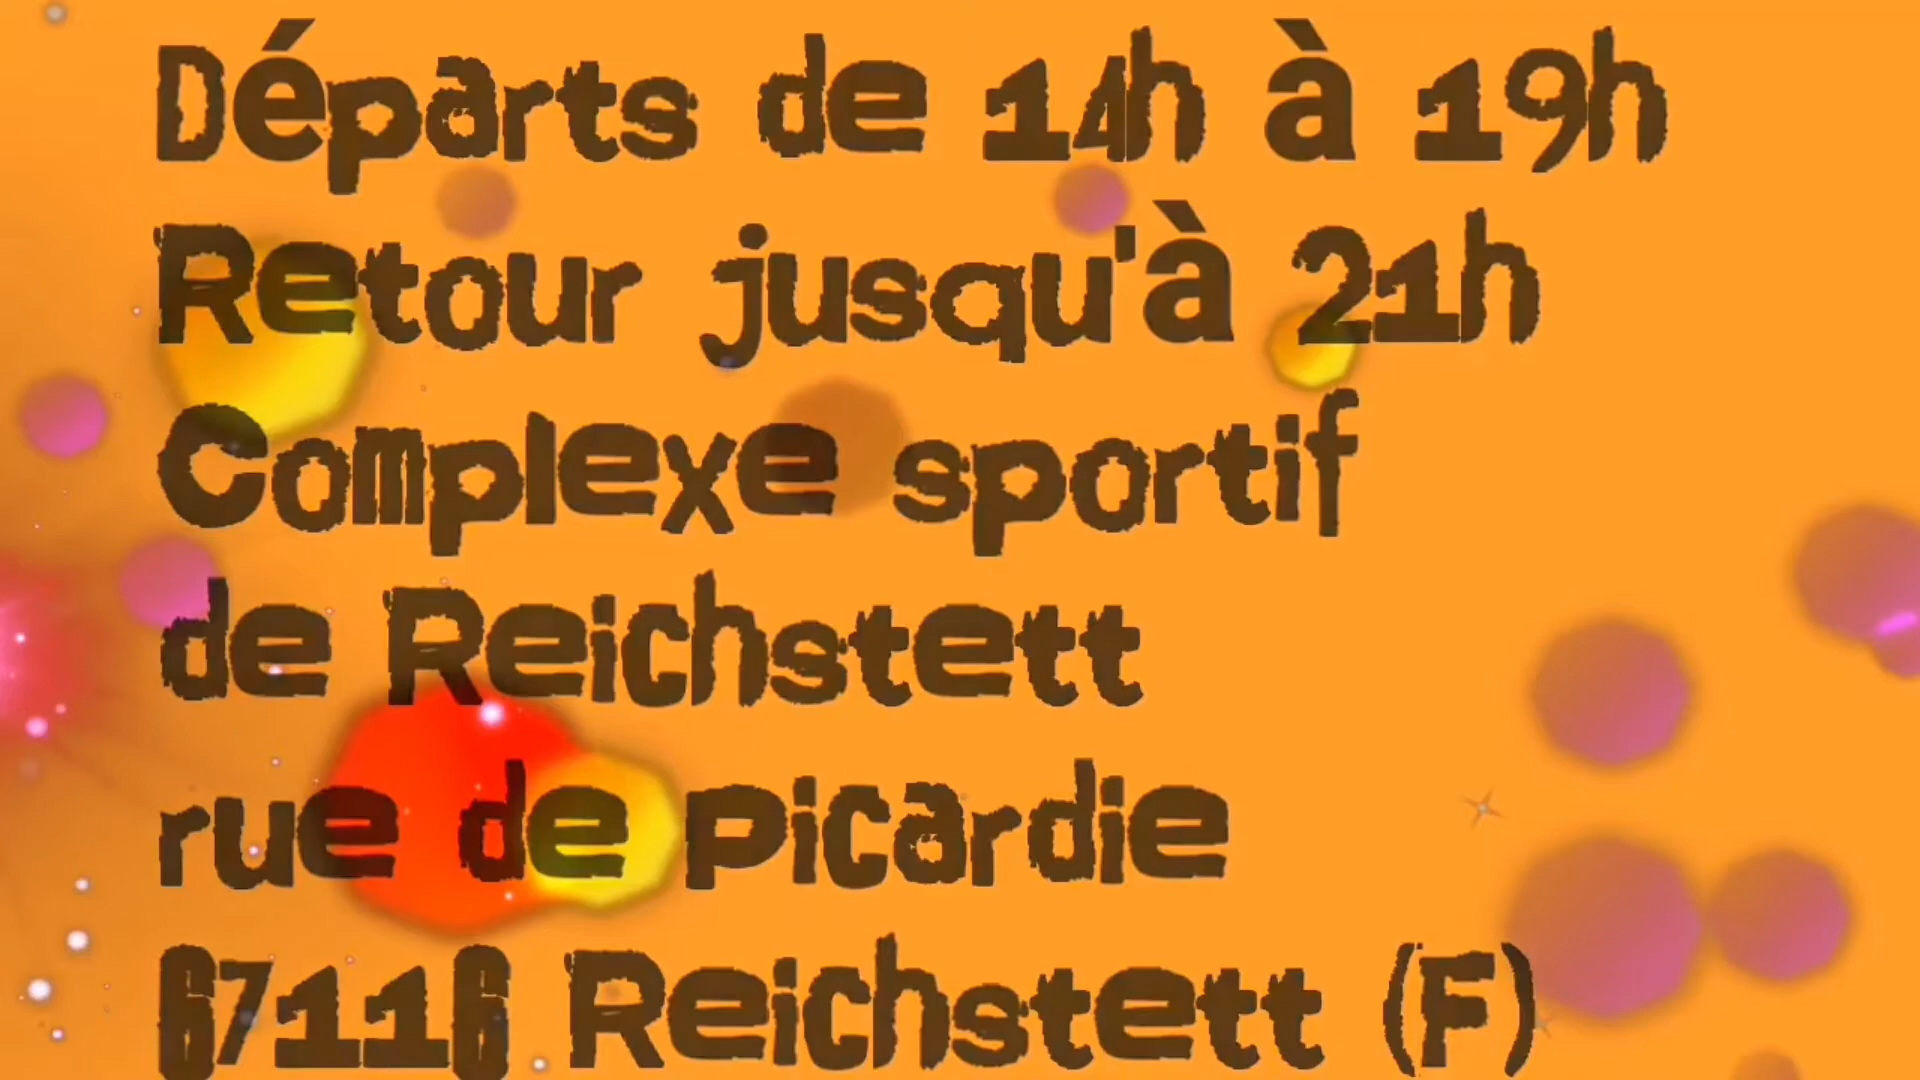 Départs de 14h à 19h
Retour jusqu'à 21h
Complexe sportif
de Reichstett
rue de Picardie
67116 Reichstett (F)